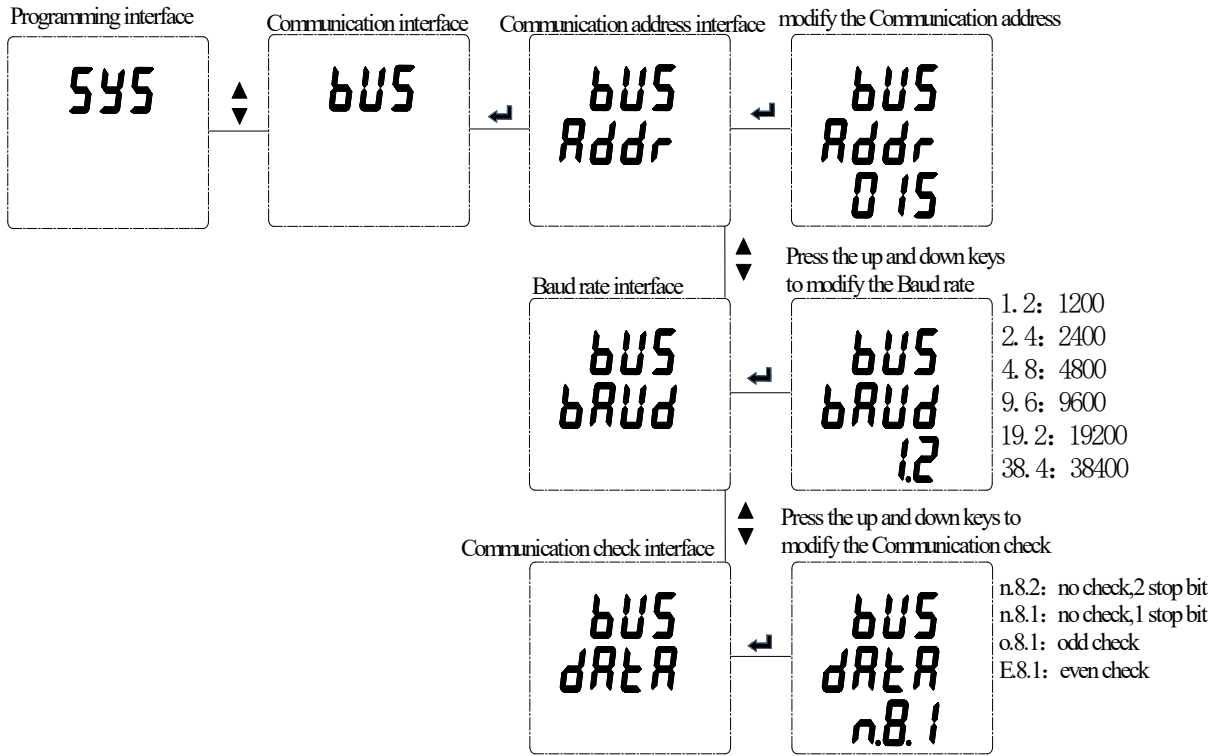 Programming interface
SYS
Communication interface
bUS
Communication address interface
bUS
Addr
modify the Communication address
bUS
Addr
015
Baud rate interface
bUS
bAUd
Press the up and down keys
to modify the Baud rate
bUS
bAUd
1.2
1.2: 1200
2.4: 2400
4.8: 4800
9.6: 9600
19.2: 19200
38.4: 38400
Communication check interface
bUS
dAtA
Press the up and down keys to
modify the Communication check
bUS
dAtA
n.8.1
n.8.2: no check,2 stop bit
n.8.1: no check,1 stop bit
o.8.1: odd check
E.8.1: even check